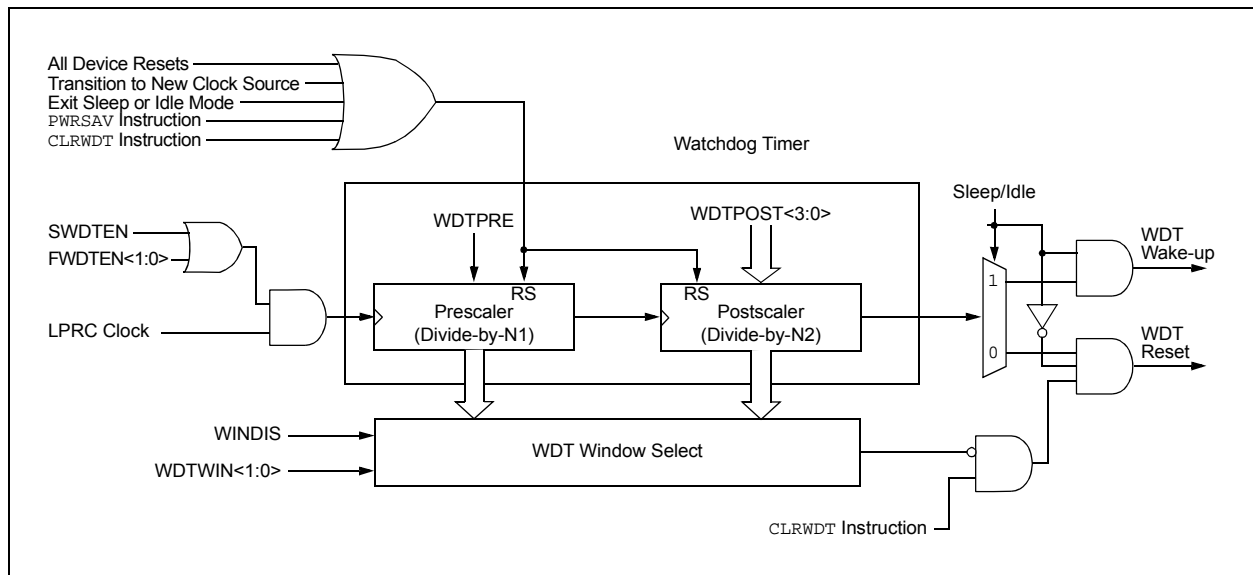 All Device Resets
Transition to New Clock Source
Exit Sleep or Idle Mode
PWRSAV Instruction
CLRWDT Instruction
Watchdog Timer
Sleep/Idle
WDTPRE
WDTPOST<3:0>
SWDTEN
FWDTEN<1:0>
WDT
Wake-up
RS
RS
1
Prescaler
(Divide-by-N1)
Postscaler
(Divide-by-N2)
LPRC Clock
0
WDT
Reset
WINDIS
WDT Window Select
WDTWIN<1:0>
CLRWDT Instruction